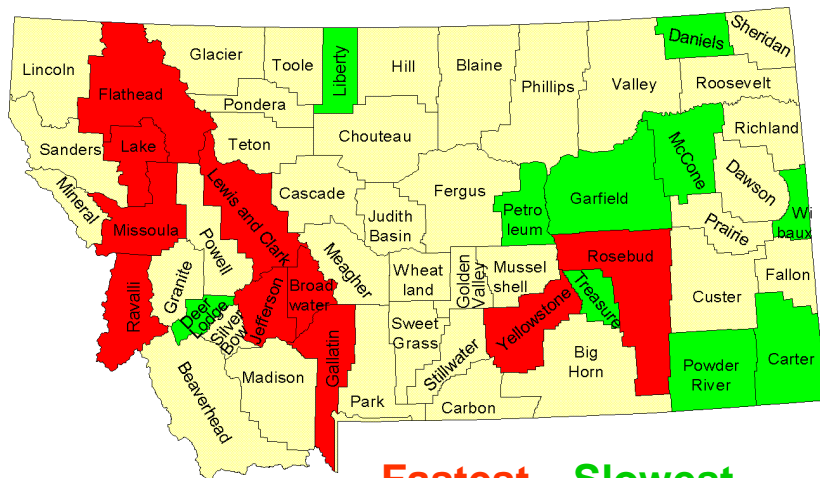 Lincoln
Flathead
Glacier
Toole
Liberty
Hill
Blaine
Phillips
Valley
Daniels
Sheridan
Roosevelt
Pondera
Teton
Chouteau
Sanders
Lake
Mineral
Missoula
Powell
Lewis and Clark
Cascade
Judith
Basin
Fergus
Petro
leum
Garfield
McCone
Richland
Dawson
Wi
baux
Prairie
Ravalli
Granite
Deer
Lodge
Silver
Bow
Jefferson
Broad
water
Meagher
Wheat
land
Golden
Valley
Mussel
shell
Rosebud
Treasure
Yellowstone
Custer
Fallon
Beaverhead
Madison
Gallatin
Park
Sweet
Grass
Stillwater
Carbon
Big
Horn
Powder
River
Carter
Fastest Slowest